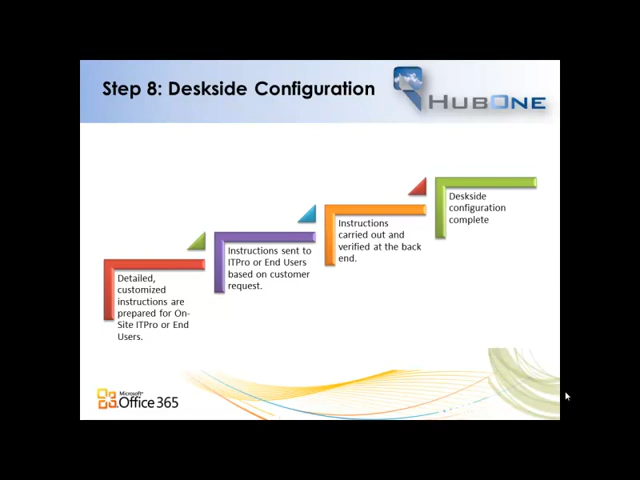 Step 8: Deskside Configuration
HUBONE
Detailed,
customized
instructions are
prepared for On-
Site ITPro or End
Users.
Instructions sent to
ITPro or End Users
based on customer
request.
Instructions
carried out and
verified at the back
end.
Deskside
configuration
complete
Microsoft
Office 365